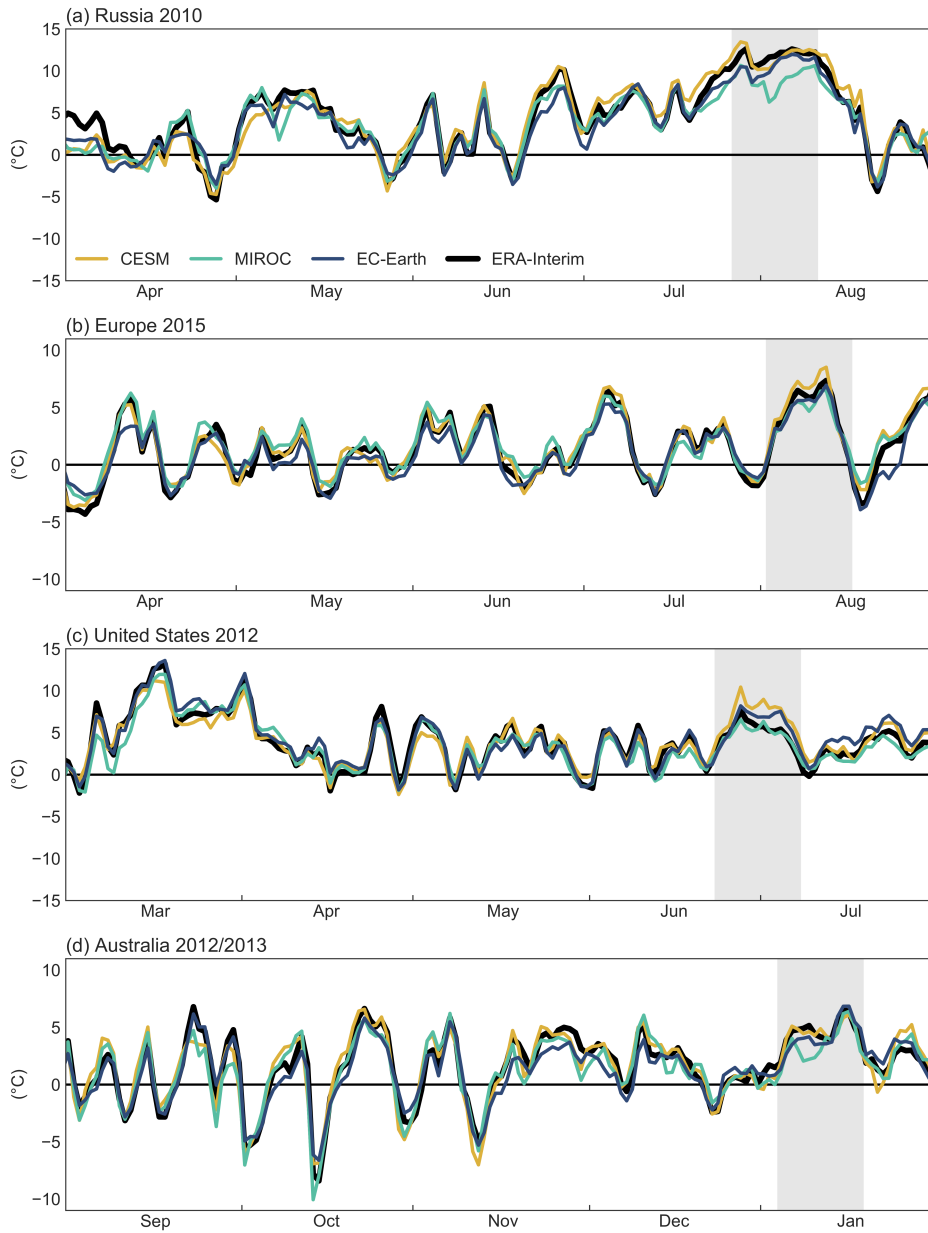 (a) Russia 2010
15
10
5
0
−5
−10
−15
(°C)
CESM MIROC EC-Earth ERA-Interim
Apr May Jun Jul Aug
(b) Europe 2015
10
5
0
−5
−10
(°C)
Apr May Jun Jul Aug
(c) United States 2012
15
10
5
0
−5
−10
−15
(°C)
Mar Apr May Jun Jul
(d) Australia 2012/2013
10
5
0
−5
−10
(°C)
Sep Oct Nov Dec Jan